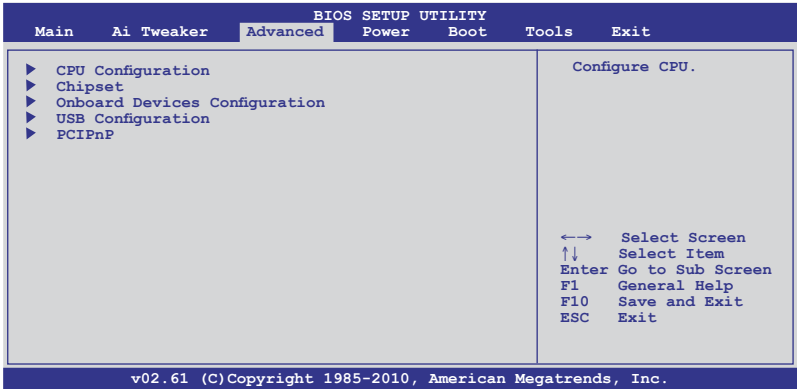 BIOS SETUP UTILITY
Main Ai Tweaker Advanced Power Boot Tools Exit
CPU Configuration
Chipset
Onboard Devices Configuration
USB Configuration
PCIPnP
Configure CPU.
←→ Select Screen
↑↓ Select Item
Enter Go to Sub Screen
F1 General Help
F10 Save and Exit
ESC Exit
v02.61 (C)Copyright 1985-2010, American Megatrends, Inc.